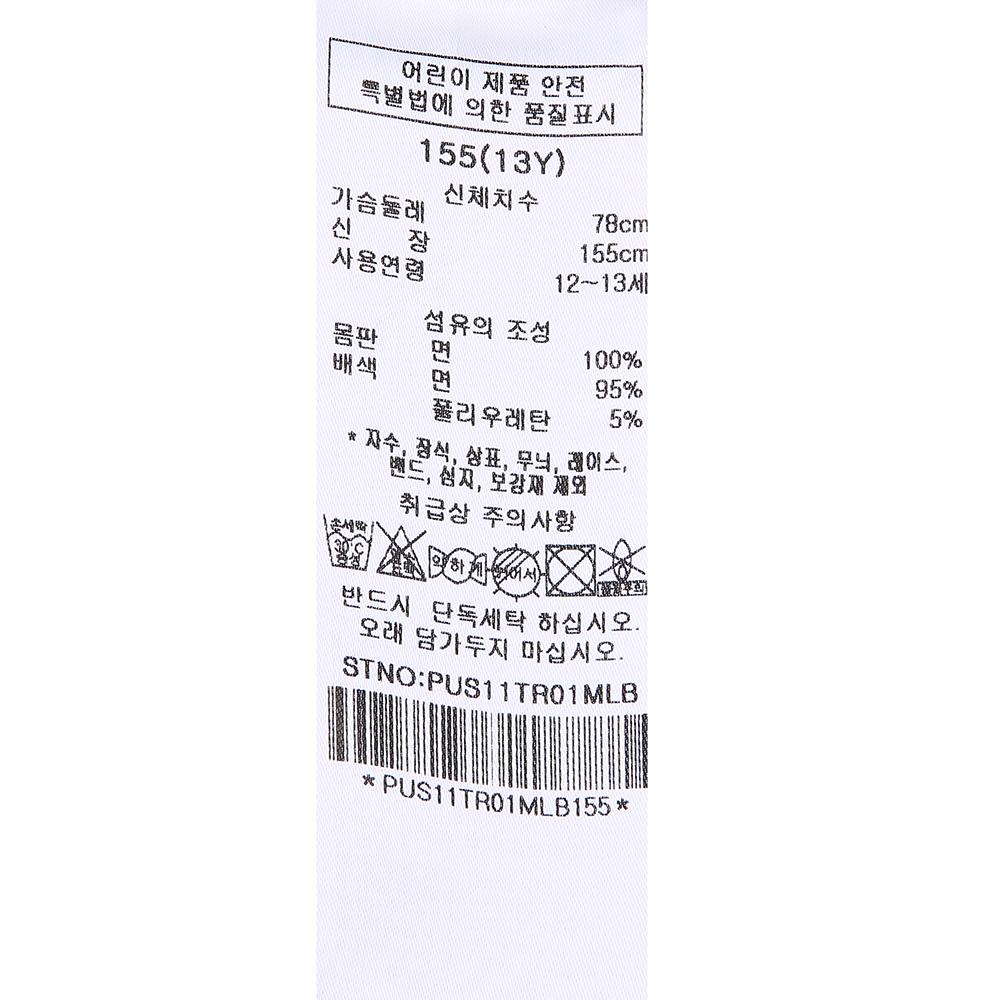 어린이 제품 안전
특별법에 의한 품질표시
155(13Y)
신체치수
가슴둘레 78cm
신 장 155cm
사용연령 12~13세
섬유의 조성
몸판 면 100%
배색 면 95%
폴리우레탄 5%
* 자수, 장식, 상표, 무늬, 레이스,
밴드, 심지, 보강재 제외
취급상 주의사항
손세탁
30℃
중성
약하게
반드시 단독세탁 하십시오.
오래 담가두지 마십시오.
STNO:PUS11TR01MLB
*PUS11TR01MLB155*